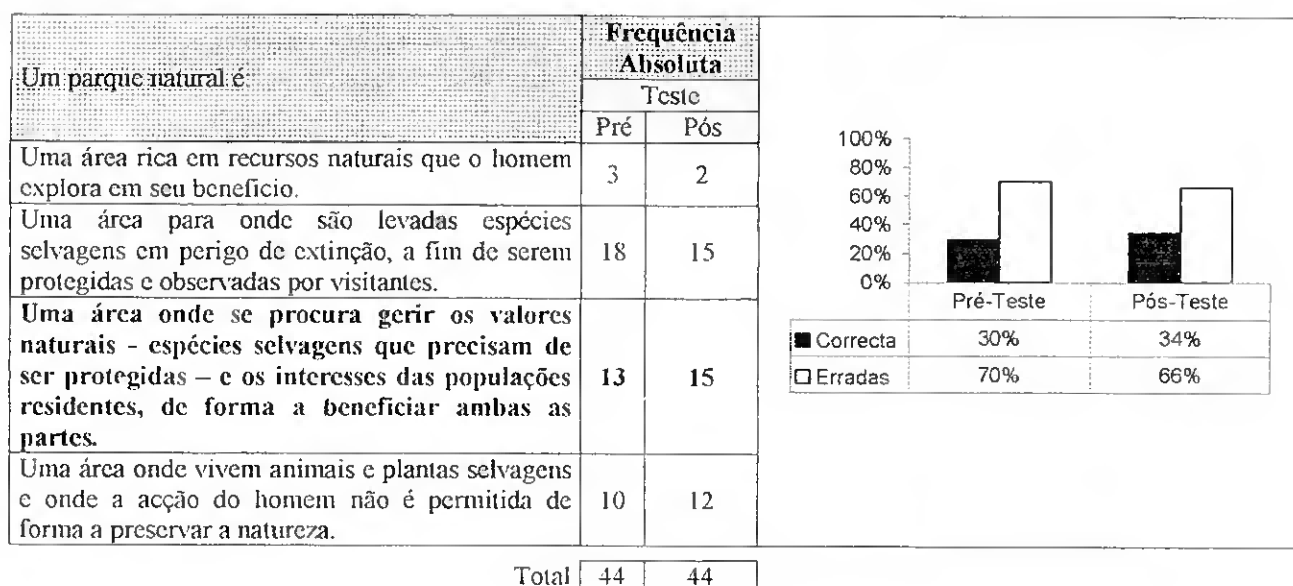 Um parque natural é:
Frequência
Absoluta
Teste
Pré Pós
Uma área rica em recursos naturais que o homem
explora em seu benefício.
3 2
Uma área para onde são levadas espécies
selvagens em perigo de extinção, a fim de serem
protegidas e observadas por visitantes.
18 15
Uma área onde se procura gerir os valores
naturais - espécies selvagens que precisam de
ser protegidas – e os interesses das populações
residentes, de forma a beneficiar ambas as
partes.
13 15
Uma área onde vivem animais e plantas selvagens
e onde a acção do homem não é permitida de
forma a preservar a natureza.
10 12
Total 44 44
100%
80%
60%
40%
20%
0%
Pré-Teste Pós-Teste
Correcta 30% 34%
Erradas 70% 66%